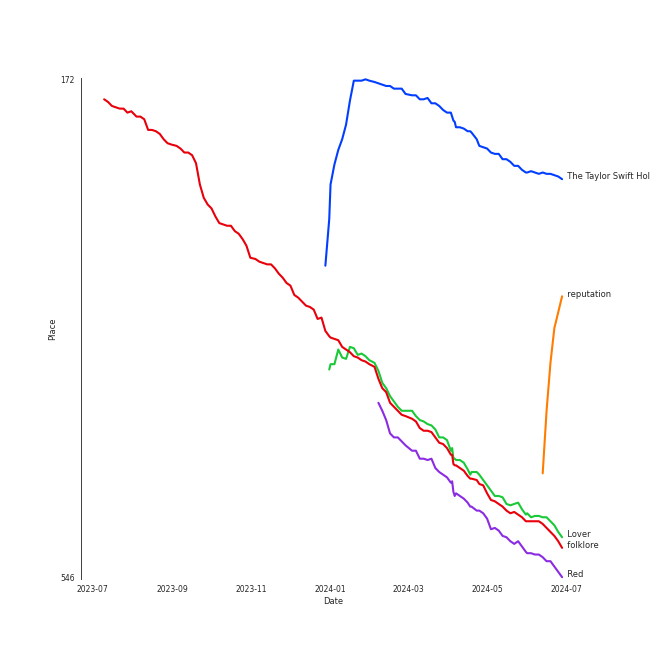 172
The Taylor Swift Hol
reputation
Place
Lover
folklore
Red
546
2023-07 2023-09 2023-11 2024-01 2024-03 2024-05 2024-07
Date